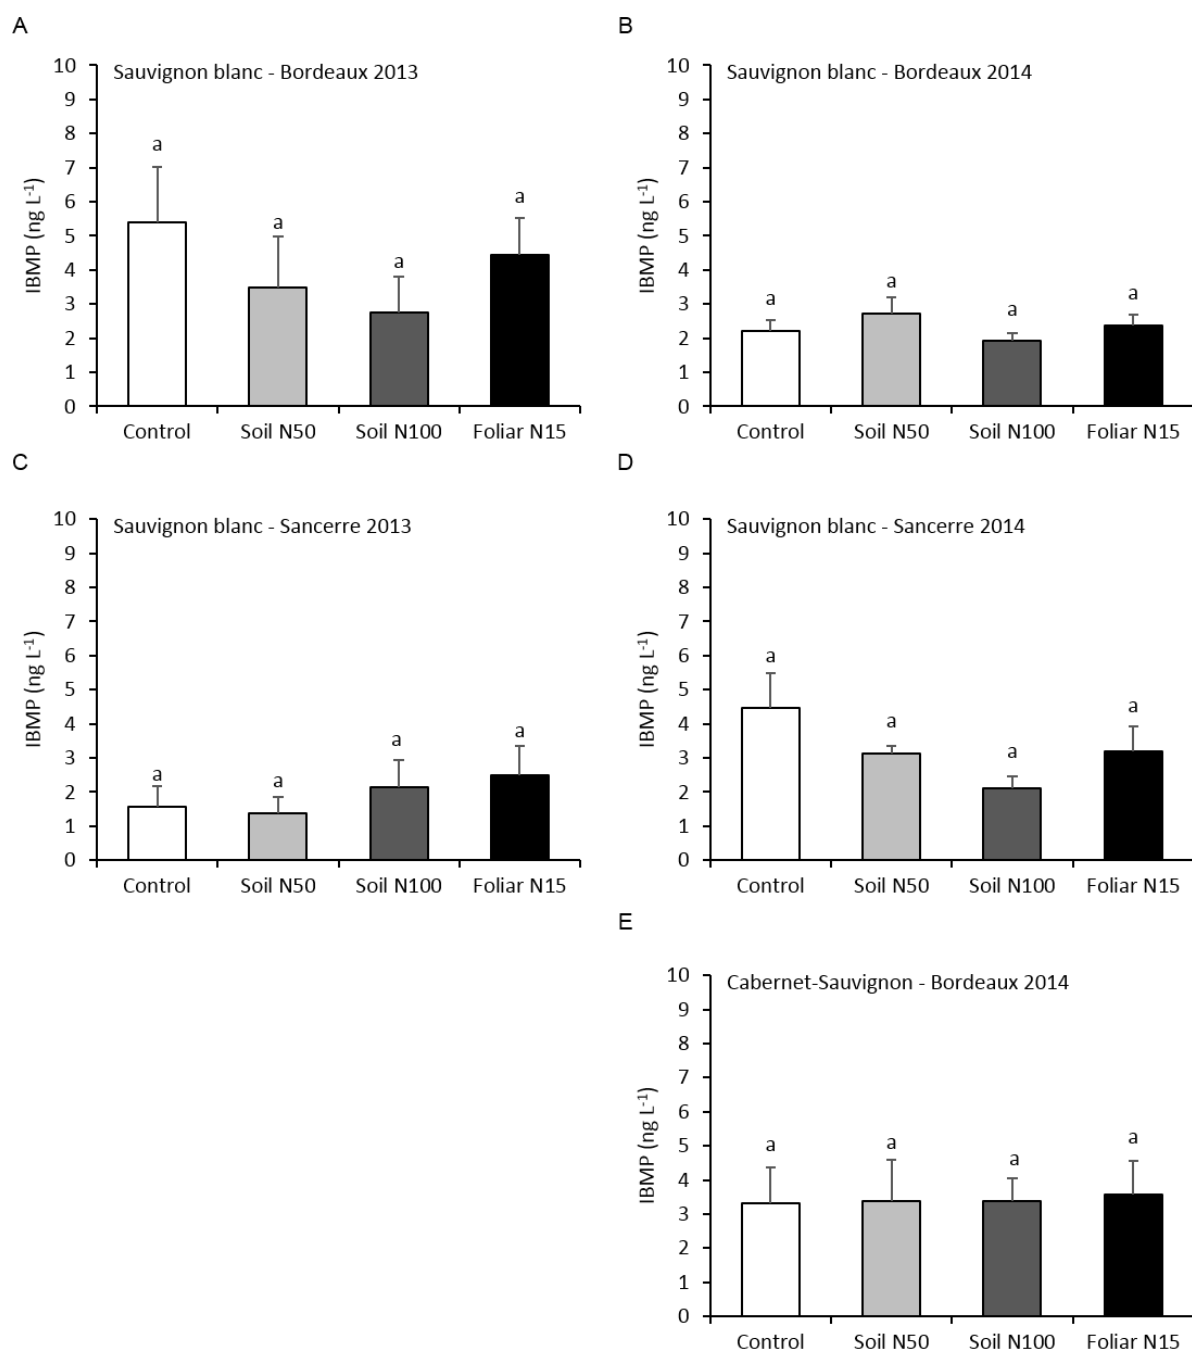 A
Sauvignon blanc - Bordeaux 2013
10
9
8
7
6
5
4
3
2
1
0
IBMP (ng L⁻¹)
a
a
a
a
Control Soil N50 Soil N100 Foliar N15
B
Sauvignon blanc - Bordeaux 2014
10
9
8
7
6
5
4
3
2
1
0
IBMP (ng L⁻¹)
a
a
a
a
Control Soil N50 Soil N100 Foliar N15
C
Sauvignon blanc - Sancerre 2013
10
9
8
7
6
5
4
3
2
1
0
IBMP (ng L⁻¹)
a
a
a
a
Control Soil N50 Soil N100 Foliar N15
D
Sauvignon blanc - Sancerre 2014
10
9
8
7
6
5
4
3
2
1
0
IBMP (ng L⁻¹)
a
a
a
a
Control Soil N50 Soil N100 Foliar N15
E
Cabernet-Sauvignon - Bordeaux 2014
10
9
8
7
6
5
4
3
2
1
0
IBMP (ng L⁻¹)
a
a
a
a
Control Soil N50 Soil N100 Foliar N15